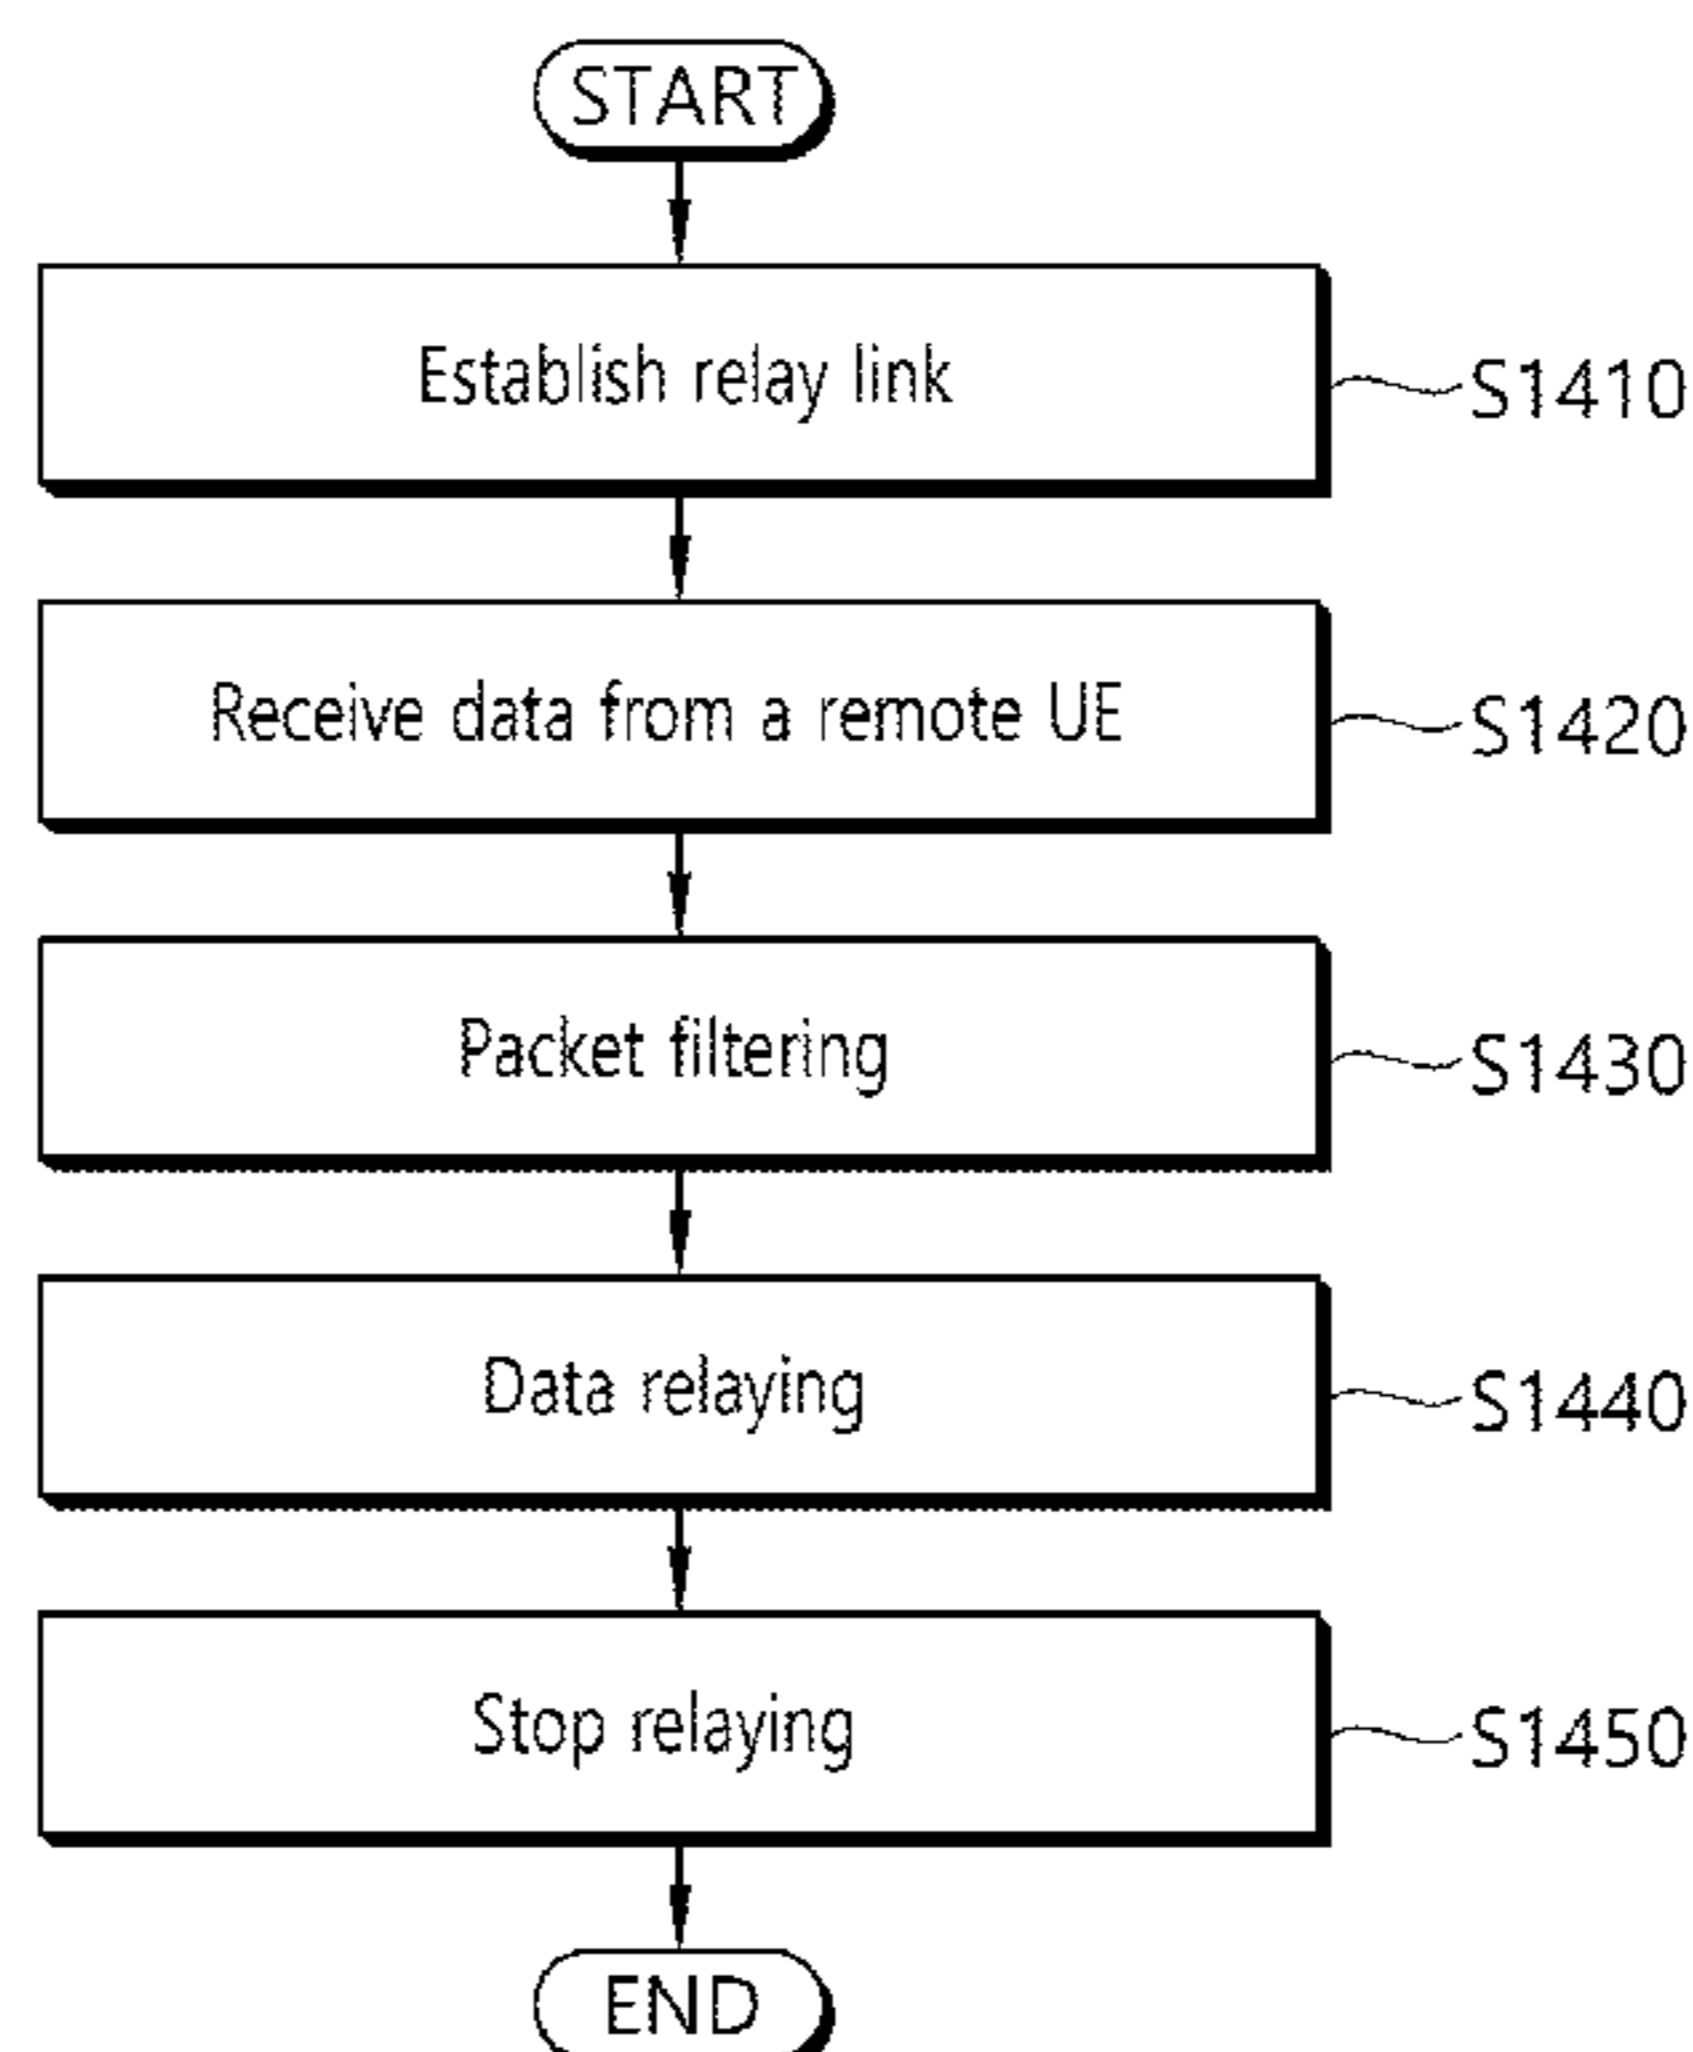 START
Establish relay link
S1410
Receive data from a remote UE
S1420
Packet filtering
S1430
Data relaying
S1440
Stop relaying
S1450
END